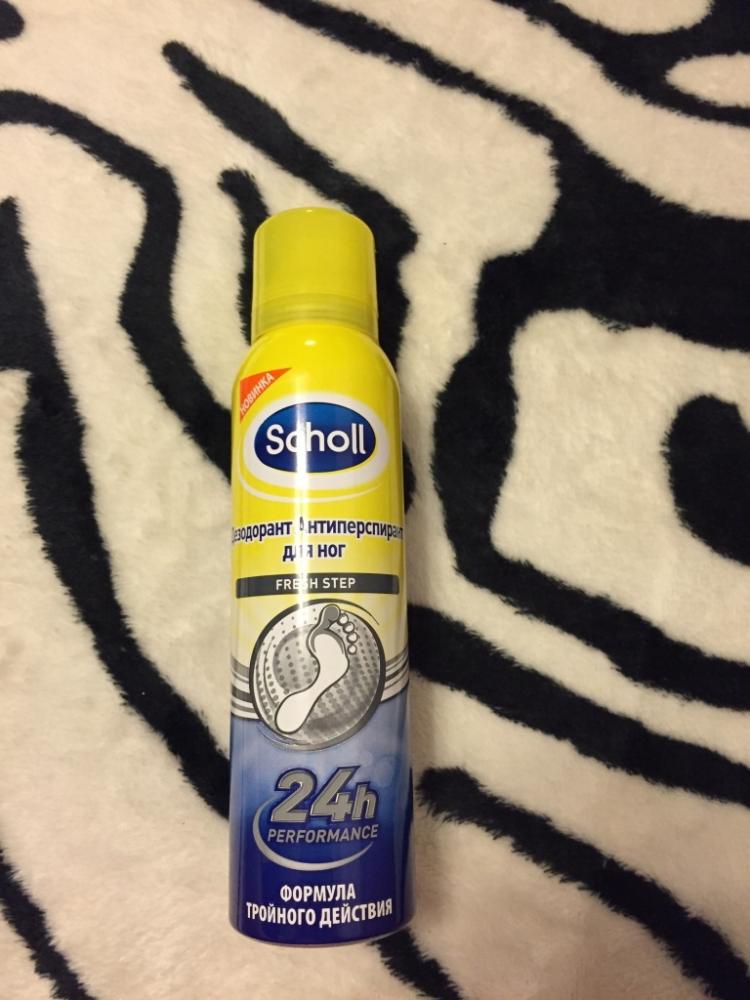 НОВИНКА
Scholl
Дезодорант Антиперспирант
для ног
FRESH STEP
24h
PERFORMANCE
ФОРМУЛА
ТРОЙНОГО ДЕЙСТВИЯ